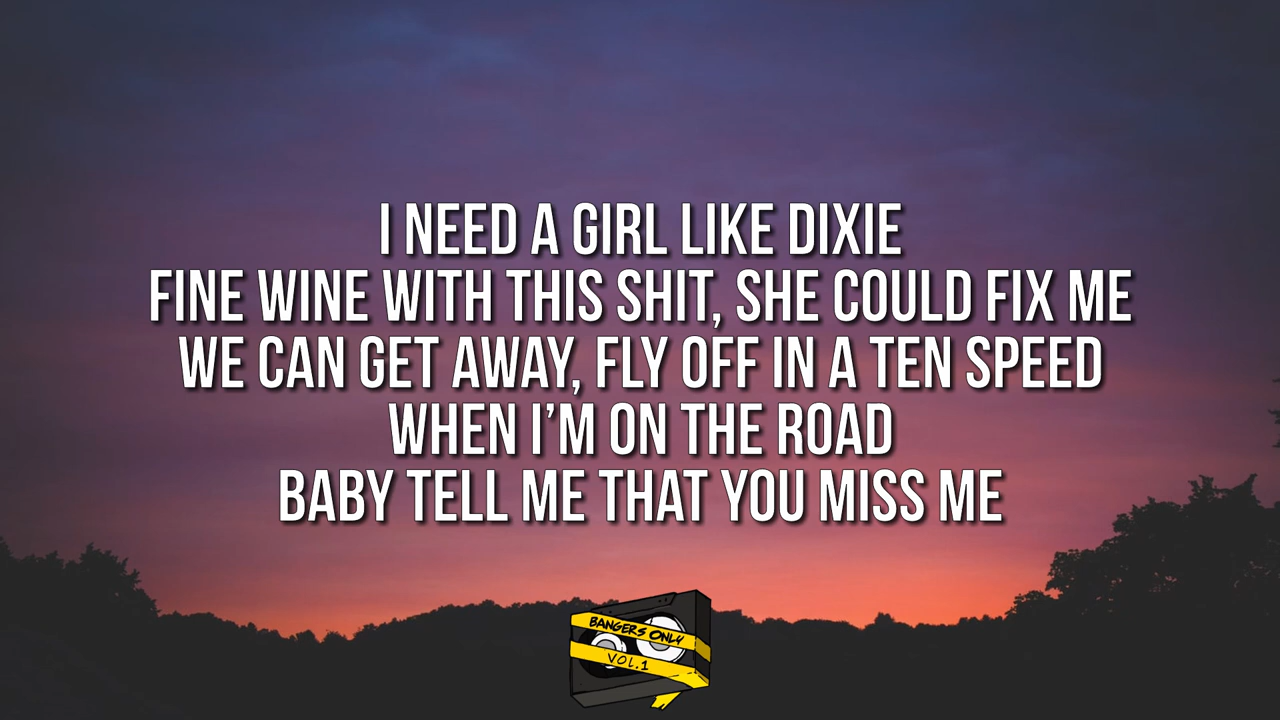 I NEED A GIRL LIKE DIXIE
FINE WINE WITH THIS SHIT, SHE COULD FIX ME
WE CAN GET AWAY, FLY OFF IN A TEN SPEED
WHEN I'M ON THE ROAD
BABY TELL ME THAT YOU MISS ME
BANGERS ONLY
VOL.1